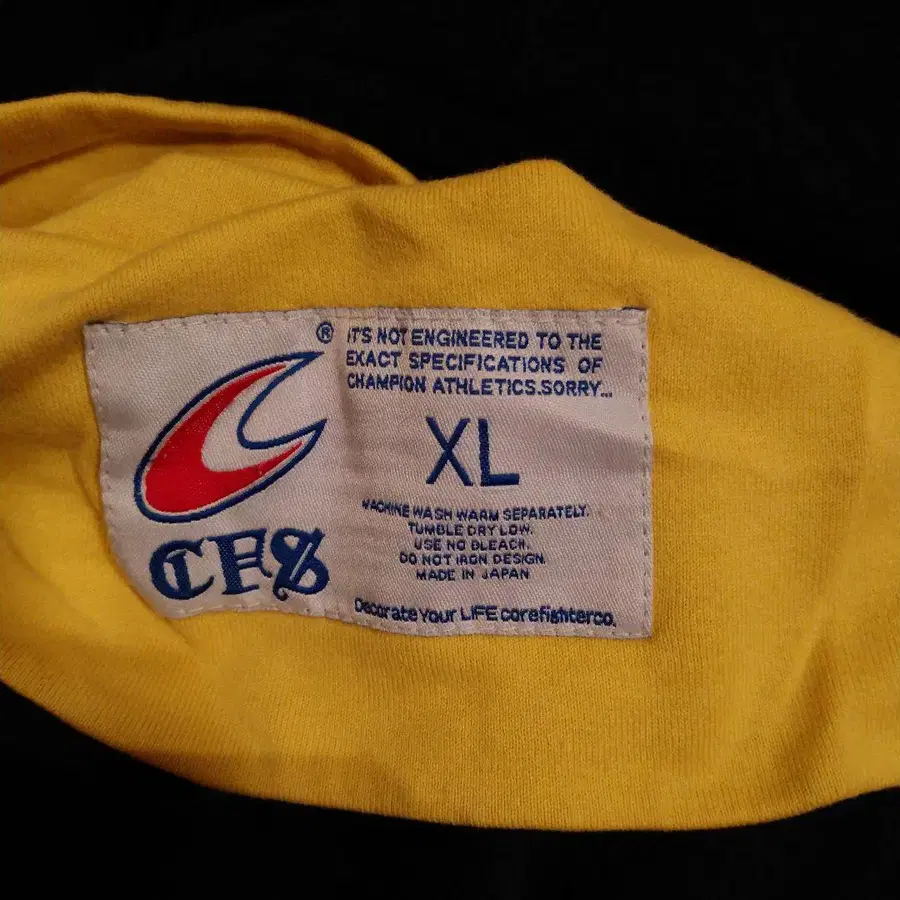 ®
IT'S NOT ENGINEERED TO THE
EXACT SPECIFICATIONS OF
CHAMPION ATHLETICS.SORRY...
XL
MACHINE WASH WARM SEPARATELY.
TUMBLE DRY LOW.
USE NO BLEACH.
DO NOT IRON DESIGN.
MADE IN JAPAN
CFS
Decorate Your LIFE corefighterco.